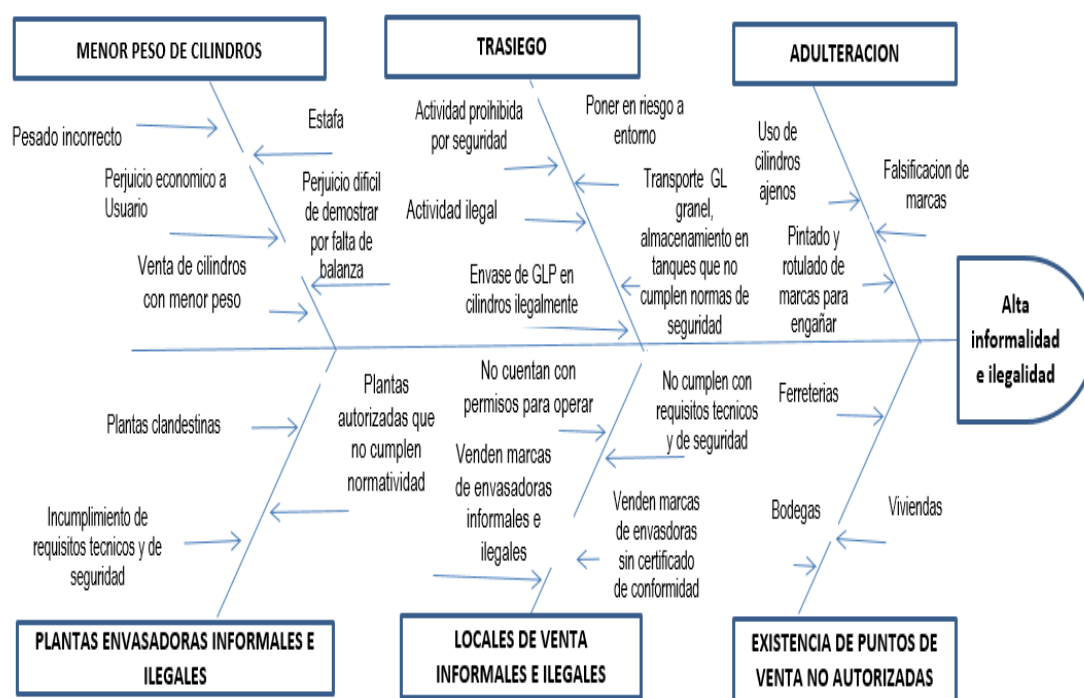 MENOR PESO DE CILINDROS
TRASIEGO
ADULTERACION
Pesado incorrecto
Estafa
Perjuicio economico a
Usuario
Perjuicio dificil
de demostrar
por falta de
balanza
Venta de cilindros
con menor peso
Actividad prohibida
por seguridad
Poner en riesgo a
entorno
Actividad ilegal
Transporte GL
granel,
almacenamiento en
tanques que no
cumplen normas de
seguridad
Envase de GLP en
cilindros ilegalmente
Uso de
cilindros
ajenos
Falsificacion de
marcas
Pintado y
rotulado de
marcas para
engañar
Alta
informalidad
e ilegalidad
Plantas clandestinas
Plantas
autorizadas que
no cumplen
normatividad
Incumplimiento de
requisitos tecnicos y de
seguridad
No cuentan con
permisos para operar
No cumplen con
requisitos tecnicos
y de seguridad
Venden marcas
de envasadoras
informales e
ilegales
Venden marcas
de envasdoras
sin certificado
de conformidad
Ferreterias
Bodegas
Viviendas
PLANTAS ENVASADORAS INFORMALES E
ILEGALES
LOCALES DE VENTA
INFORMALES E ILEGALES
EXISTENCIA DE PUNTOS DE
VENTA NO AUTORIZADAS